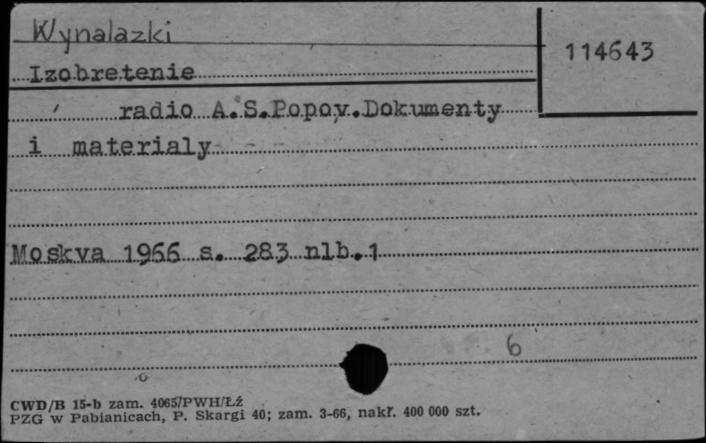 Wynalazki
114643
Izobretenie
radio A.S.Popov.Dokumenty
i materialy
Moskva 1966 s. 283 nlb.1
6
CWD/B 15-b zam. 4065/PWH/Łź
PZG w Pabianicach, P. Skargi 40; zam. 3-66, nakł. 400 000 szt.